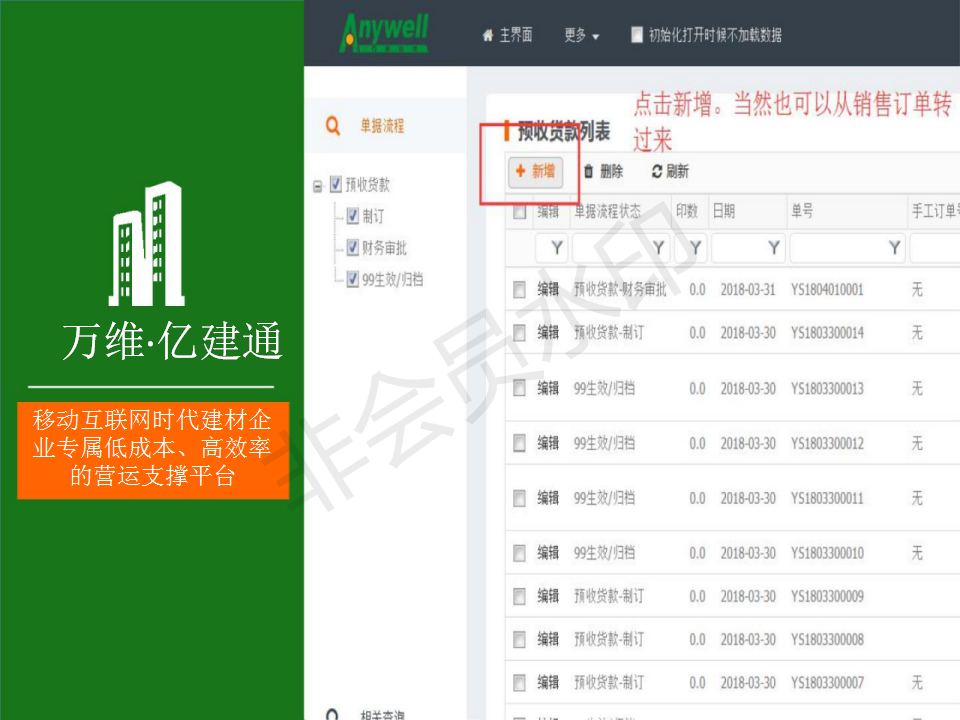 Anywell
主界面 更多 初始化打开时候不加载数据
点击新增。当然也可以从销售订单转
过来
单据流程
预收货款列表
新增 删除 刷新
预收货款
制订
财务审批
99生效/归档
编辑 单据流程状态 印数 日期 单号 手工订单号
编辑 预收货款-财务审批 0.0 2018-03-31 YS1804010001 无
编辑 预收货款-制订 0.0 2018-03-30 YS1803300014 无
编辑 99生效/归档 0.0 2018-03-30 YS1803300013 无
编辑 99生效/归档 0.0 2018-03-30 YS1803300012 无
编辑 99生效/归档 0.0 2018-03-30 YS1803300011 无
编辑 99生效/归档 0.0 2018-03-30 YS1803300010 无
编辑 预收货款-制订 0.0 2018-03-30 YS1803300009
编辑 预收货款-制订 0.0 2018-03-30 YS1803300008
编辑 预收货款-制订 0.0 2018-03-30 YS1803300007 无
相关查询
万维·亿建通
移动互联网时代建材企
业专属低成本、高效率
的营运支撑平台
非会员水印